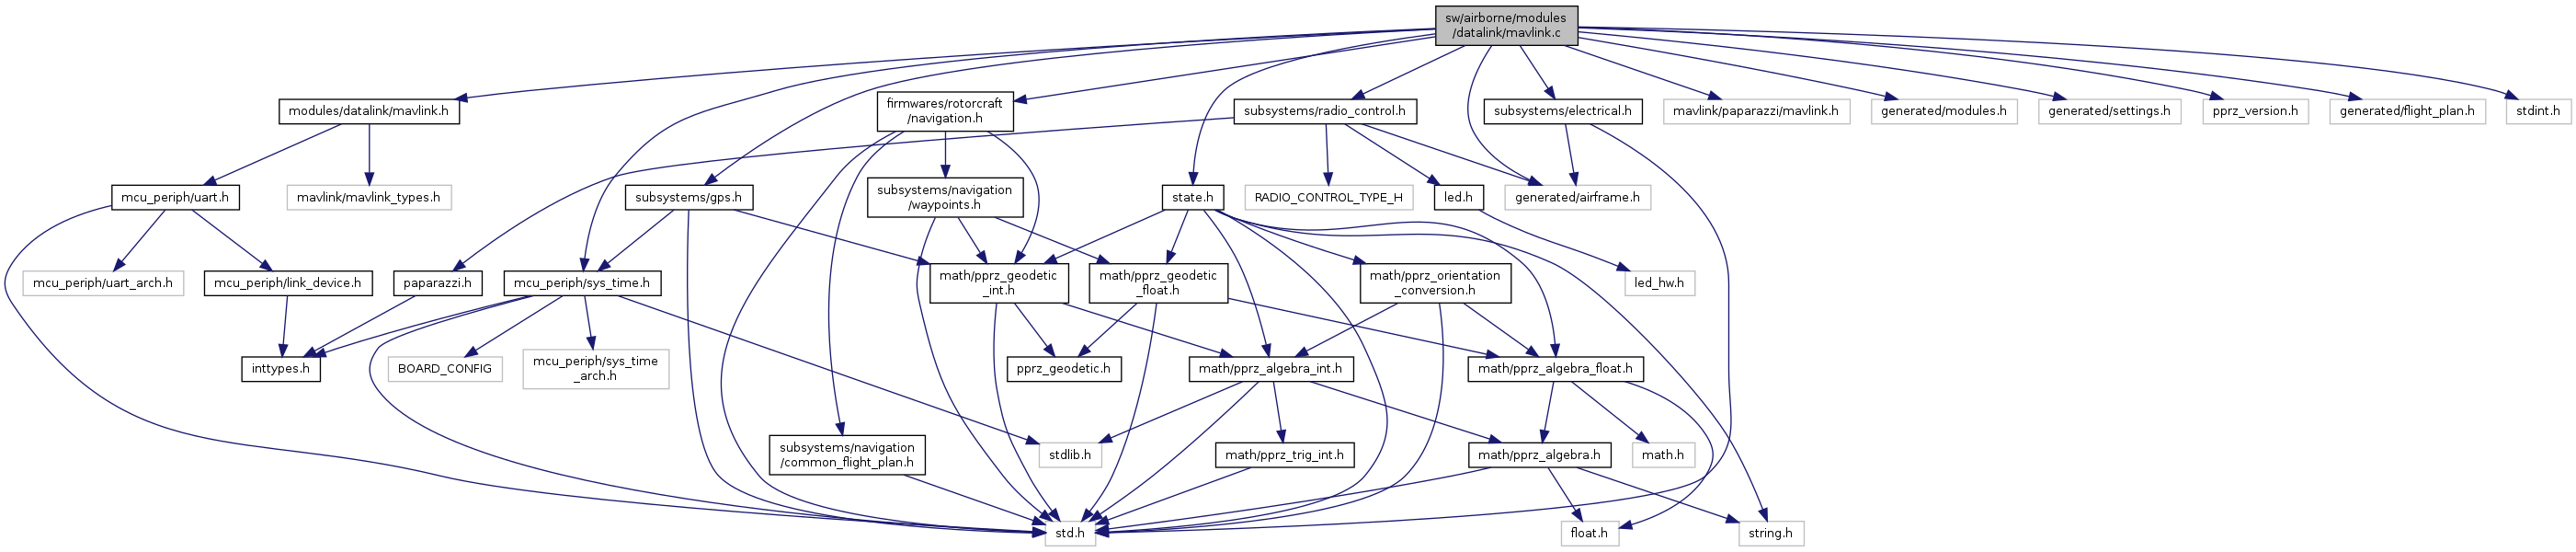 sw/airborne/modules
/datalink/mavlink.c
modules/datalink/mavlink.h
firmwares/rotorcraft
/navigation.h
subsystems/radio_control.h
subsystems/electrical.h
mavlink/paparazzi/mavlink.h
generated/modules.h
generated/settings.h
pprz_version.h
generated/flight_plan.h
stdint.h
mcu_periph/uart.h
mavlink/mavlink_types.h
subsystems/gps.h
subsystems/navigation
/waypoints.h
state.h
RADIO_CONTROL_TYPE_H
led.h
generated/airframe.h
mcu_periph/uart_arch.h
mcu_periph/link_device.h
paparazzi.h
mcu_periph/sys_time.h
math/pprz_geodetic
_int.h
math/pprz_geodetic
_float.h
math/pprz_orientation
_conversion.h
led_hw.h
inttypes.h
BOARD_CONFIG
mcu_periph/sys_time
_arch.h
pprz_geodetic.h
math/pprz_algebra_int.h
math/pprz_algebra_float.h
subsystems/navigation
/common_flight_plan.h
stdlib.h
math/pprz_trig_int.h
math/pprz_algebra.h
math.h
std.h
float.h
string.h